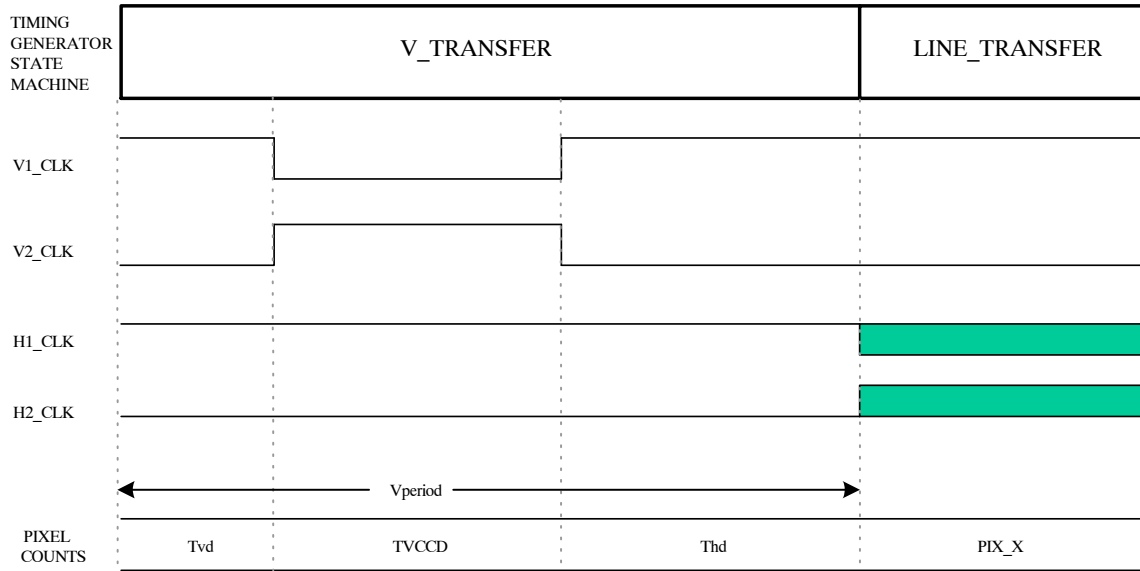 TIMING
GENERATOR
STATE
MACHINE
V_TRANSFER
LINE_TRANSFER
V1_CLK
V2_CLK
H1_CLK
H2_CLK
Vperiod
PIXEL
COUNTS
Tvd
TVCCD
Thd
PIX_X